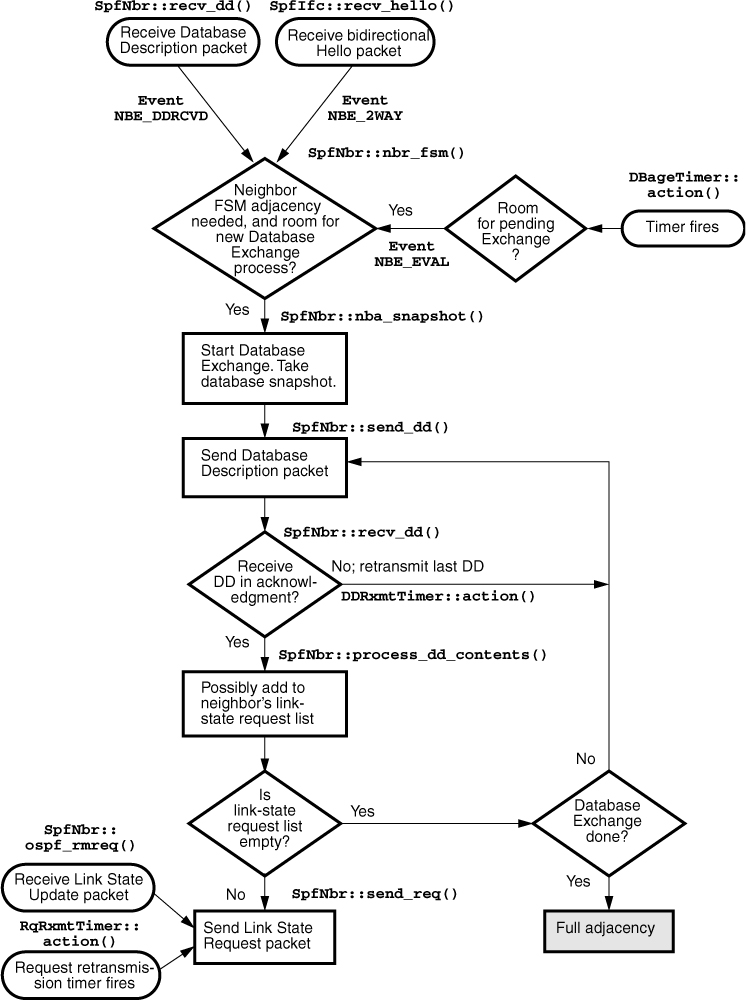 SpfNbr::recv_dd()
SpfIfc::recv_hello()
Receive Database
Description packet
Receive bidirectional
Hello packet
Event
NBE_DDRCVD
Event
NBE_2WAY
SpfNbr::nbr_fsm()
DBageTimer::
action()
Neighbor
FSM adjacency
needed, and room for
new Database
Exchange
process?
Yes
Event
NBE_EVAL
Room
for pending
Exchange
?
Timer fires
Yes
SpfNbr::nba_snapshot()
Start Database
Exchange. Take
database snapshot.
SpfNbr::send_dd()
Send Database
Description packet
SpfNbr::recv_dd()
Receive
DD in acknowl-
edgment?
No; retransmit last DD
DDRxmtTimer::action()
Yes
SpfNbr::process_dd_contents()
Possibly add to
neighbor's link-
state request list
No
Is
link-state
request list
empty?
Yes
Database
Exchange
done?
SpfNbr::
ospf_rmreq()
Receive Link State
Update packet
No
SpfNbr::send_req()
Yes
RqRxmtTimer::
action()
Send Link State
Request packet
Full adjacency
Request retransmis-
sion timer fires